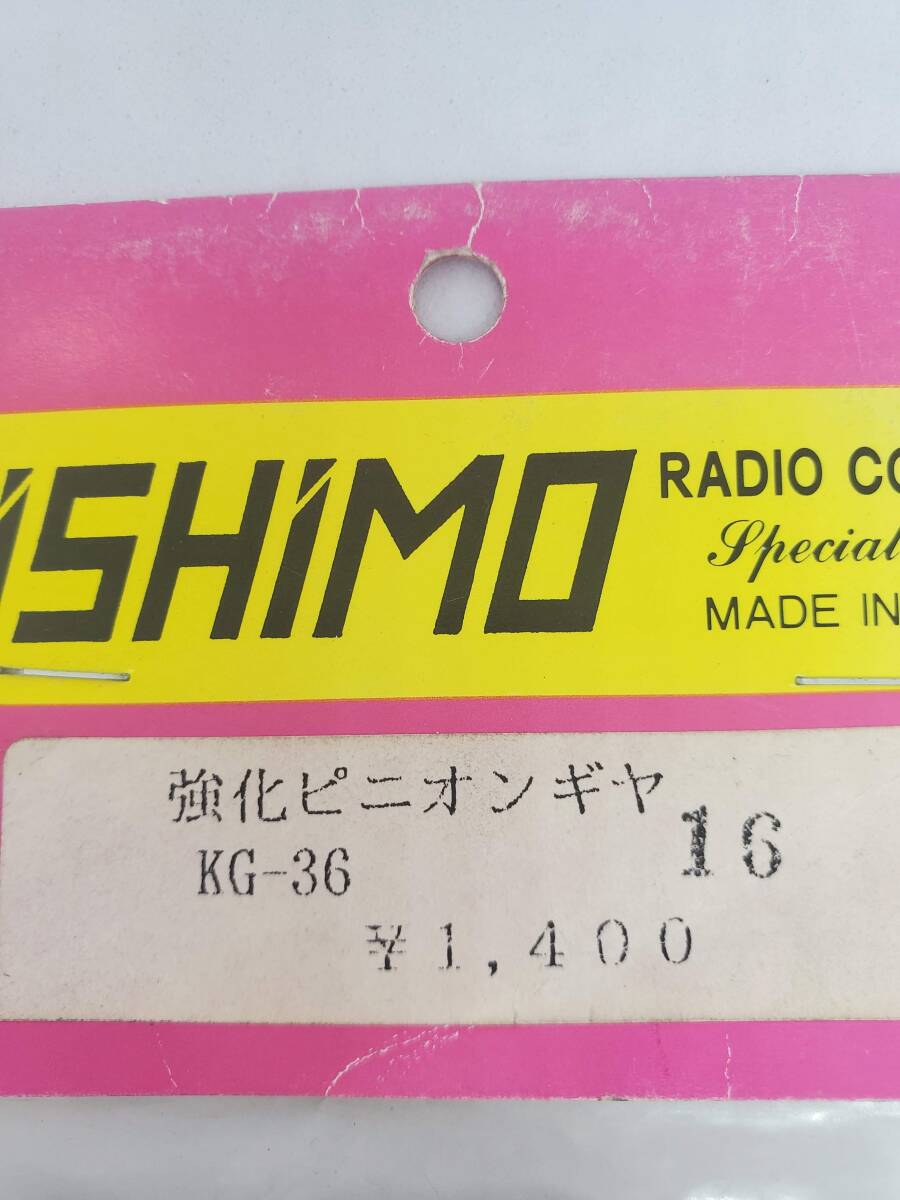 ISHIMO
RADIO CO
Special
MADE IN
強化ピニオンギヤ
16
KG-36
¥1,400